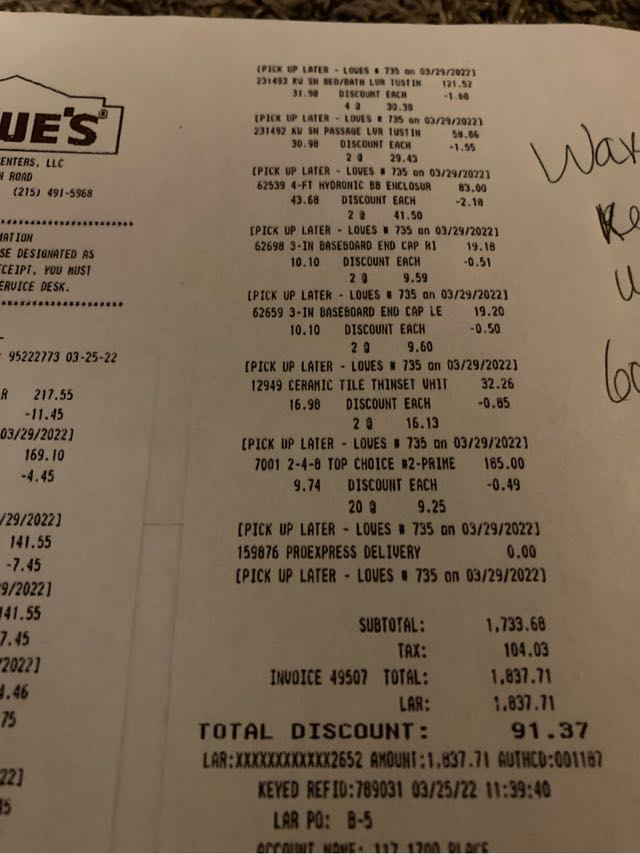 UE'S®
ENTERS, LLC
N ROAD
(215) 491-5968
MATION
SE DESIGNATED AS
CEIPT, YOU MUST
ERVICE DESK.
95222773 03-25-22
R 217.55
-11.45
03/29/2022]
169.10
-4.45
/29/2022]
141.55
-7.45
9/2022]
141.55
7.45
2022]
4.46
75
22]
[PICK UP LATER - LOWES # 735 on 03/29/2022]
231493 KW SN BED/BATH LVR TUSTIN 121.52
31.98 DISCOUNT EACH -1.60
4 @ 30.38
[PICK UP LATER - LOWES # 735 on 03/29/2022]
231492 KW SN PASSAGE LVR TUSTIN 58.86
30.98 DISCOUNT EACH -1.55
2 @ 29.43
[PICK UP LATER - LOWES # 735 on 03/29/2022]
62539 4-FT HYDRONIC BB ENCLOSUR 83.00
43.68 DISCOUNT EACH -2.18
2 @ 41.50
[PICK UP LATER - LOWES # 735 on 03/29/2022]
62698 3-IN BASEBOARD END CAP RI 19.18
10.10 DISCOUNT EACH -0.51
2 @ 9.59
[PICK UP LATER - LOWES # 735 on 03/29/2022]
62659 3-IN BASEBOARD END CAP LE 19.20
10.10 DISCOUNT EACH -0.50
2 @ 9.60
[PICK UP LATER - LOWES # 735 on 03/29/2022]
12949 CERAMIC TILE THINSET WHIT 32.26
16.98 DISCOUNT EACH -0.85
2 @ 16.13
[PICK UP LATER - LOWES # 735 on 03/29/2022]
7001 2-4-8 TOP CHOICE #2-PRIME 185.00
9.74 DISCOUNT EACH -0.49
20 @ 9.25
[PICK UP LATER - LOWES # 735 on 03/29/2022]
159876 PROEXPRESS DELIVERY 0.00
[PICK UP LATER - LOWES # 735 on 03/29/2022]
SUBTOTAL: 1,733.68
TAX: 104.03
INVOICE 49507 TOTAL: 1,837.71
LAR: 1,837.71
TOTAL DISCOUNT: 91.37
LAR:XXXXXXXXXXXX2652 AMOUNT:1,837.71 AUTHCD:001187
KEYED REFID:789031 03/25/22 11:39:40
LAR PO: B-5
ACCOUNT NAME: 117 1700 PLACE